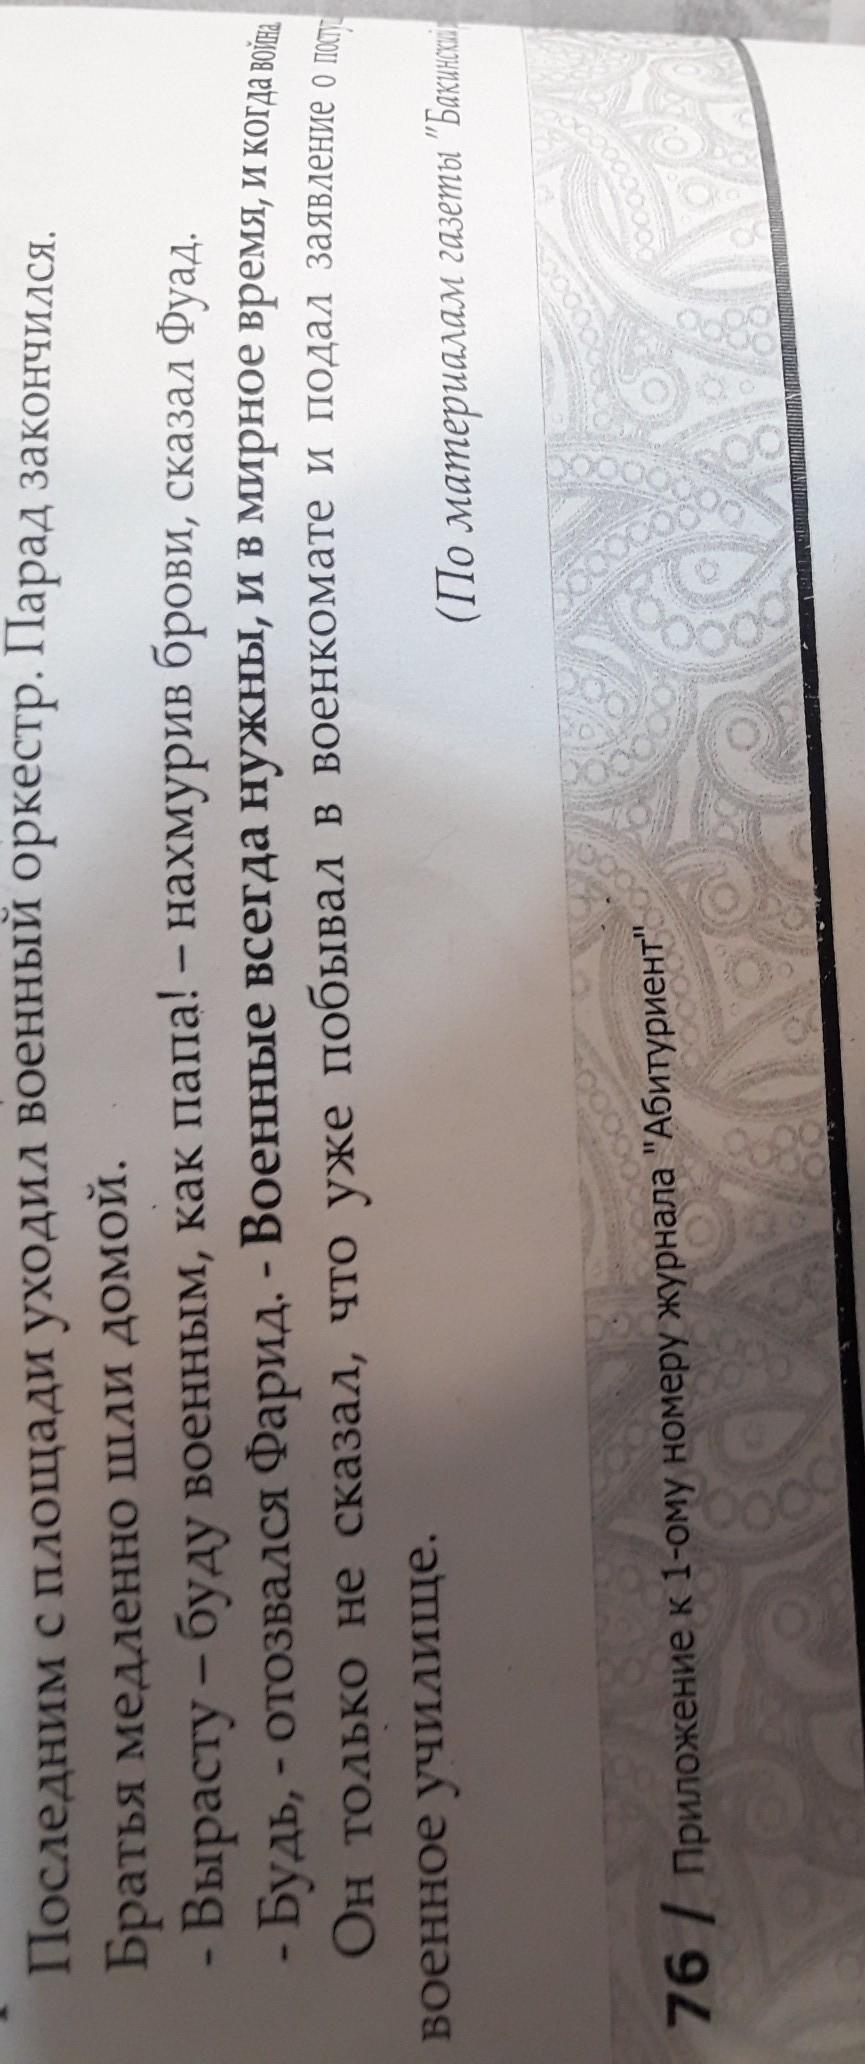 Последним с площади уходил военный оркестр. Парад закончился.
Братья медленно шли домой.
- Вырасту – буду военным, как папа! – нахмурив брови, сказал Фуад.
- Будь, - отозвался Фарид. - Военные всегда нужны, и в мирное время, и когда война
Он только не сказал, что уже побывал в военкомате и подал заявление о
военное училище.
(По материалам газеты "Бакинский
76 / Приложение к 1-ому номеру журнала "Абитуриент"